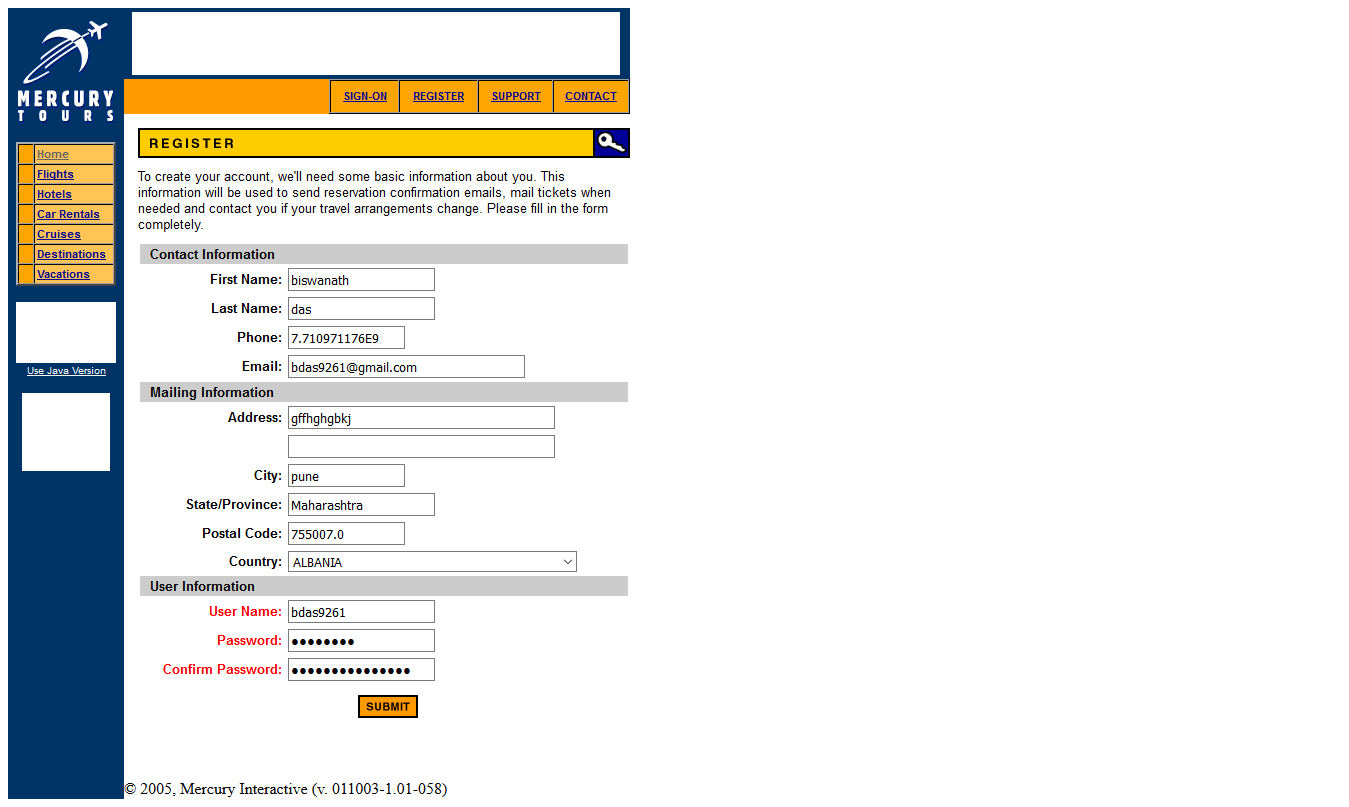 MERCURY
TOURS
SIGN-ON REGISTER SUPPORT CONTACT
Home
Flights
Hotels
Car Rentals
Cruises
Destinations
Vacations
Use Java Version
REGISTER
To create your account, we'll need some basic information about you. This
information will be used to send reservation confirmation emails, mail tickets when
needed and contact you if your travel arrangements change. Please fill in the form
completely.
Contact Information
First Name: biswanath
Last Name: das
Phone: 7.710971176E9
Email: bdas9261@gmail.com
Mailing Information
Address: gffhghgbkj
City: pune
State/Province: Maharashtra
Postal Code: 755007.0
Country: ALBANIA
User Information
User Name: bdas9261
Password: ●●●●●●●●
Confirm Password: ●●●●●●●●●●●●●●●
SUBMIT
© 2005, Mercury Interactive (v. 011003-1.01-058)